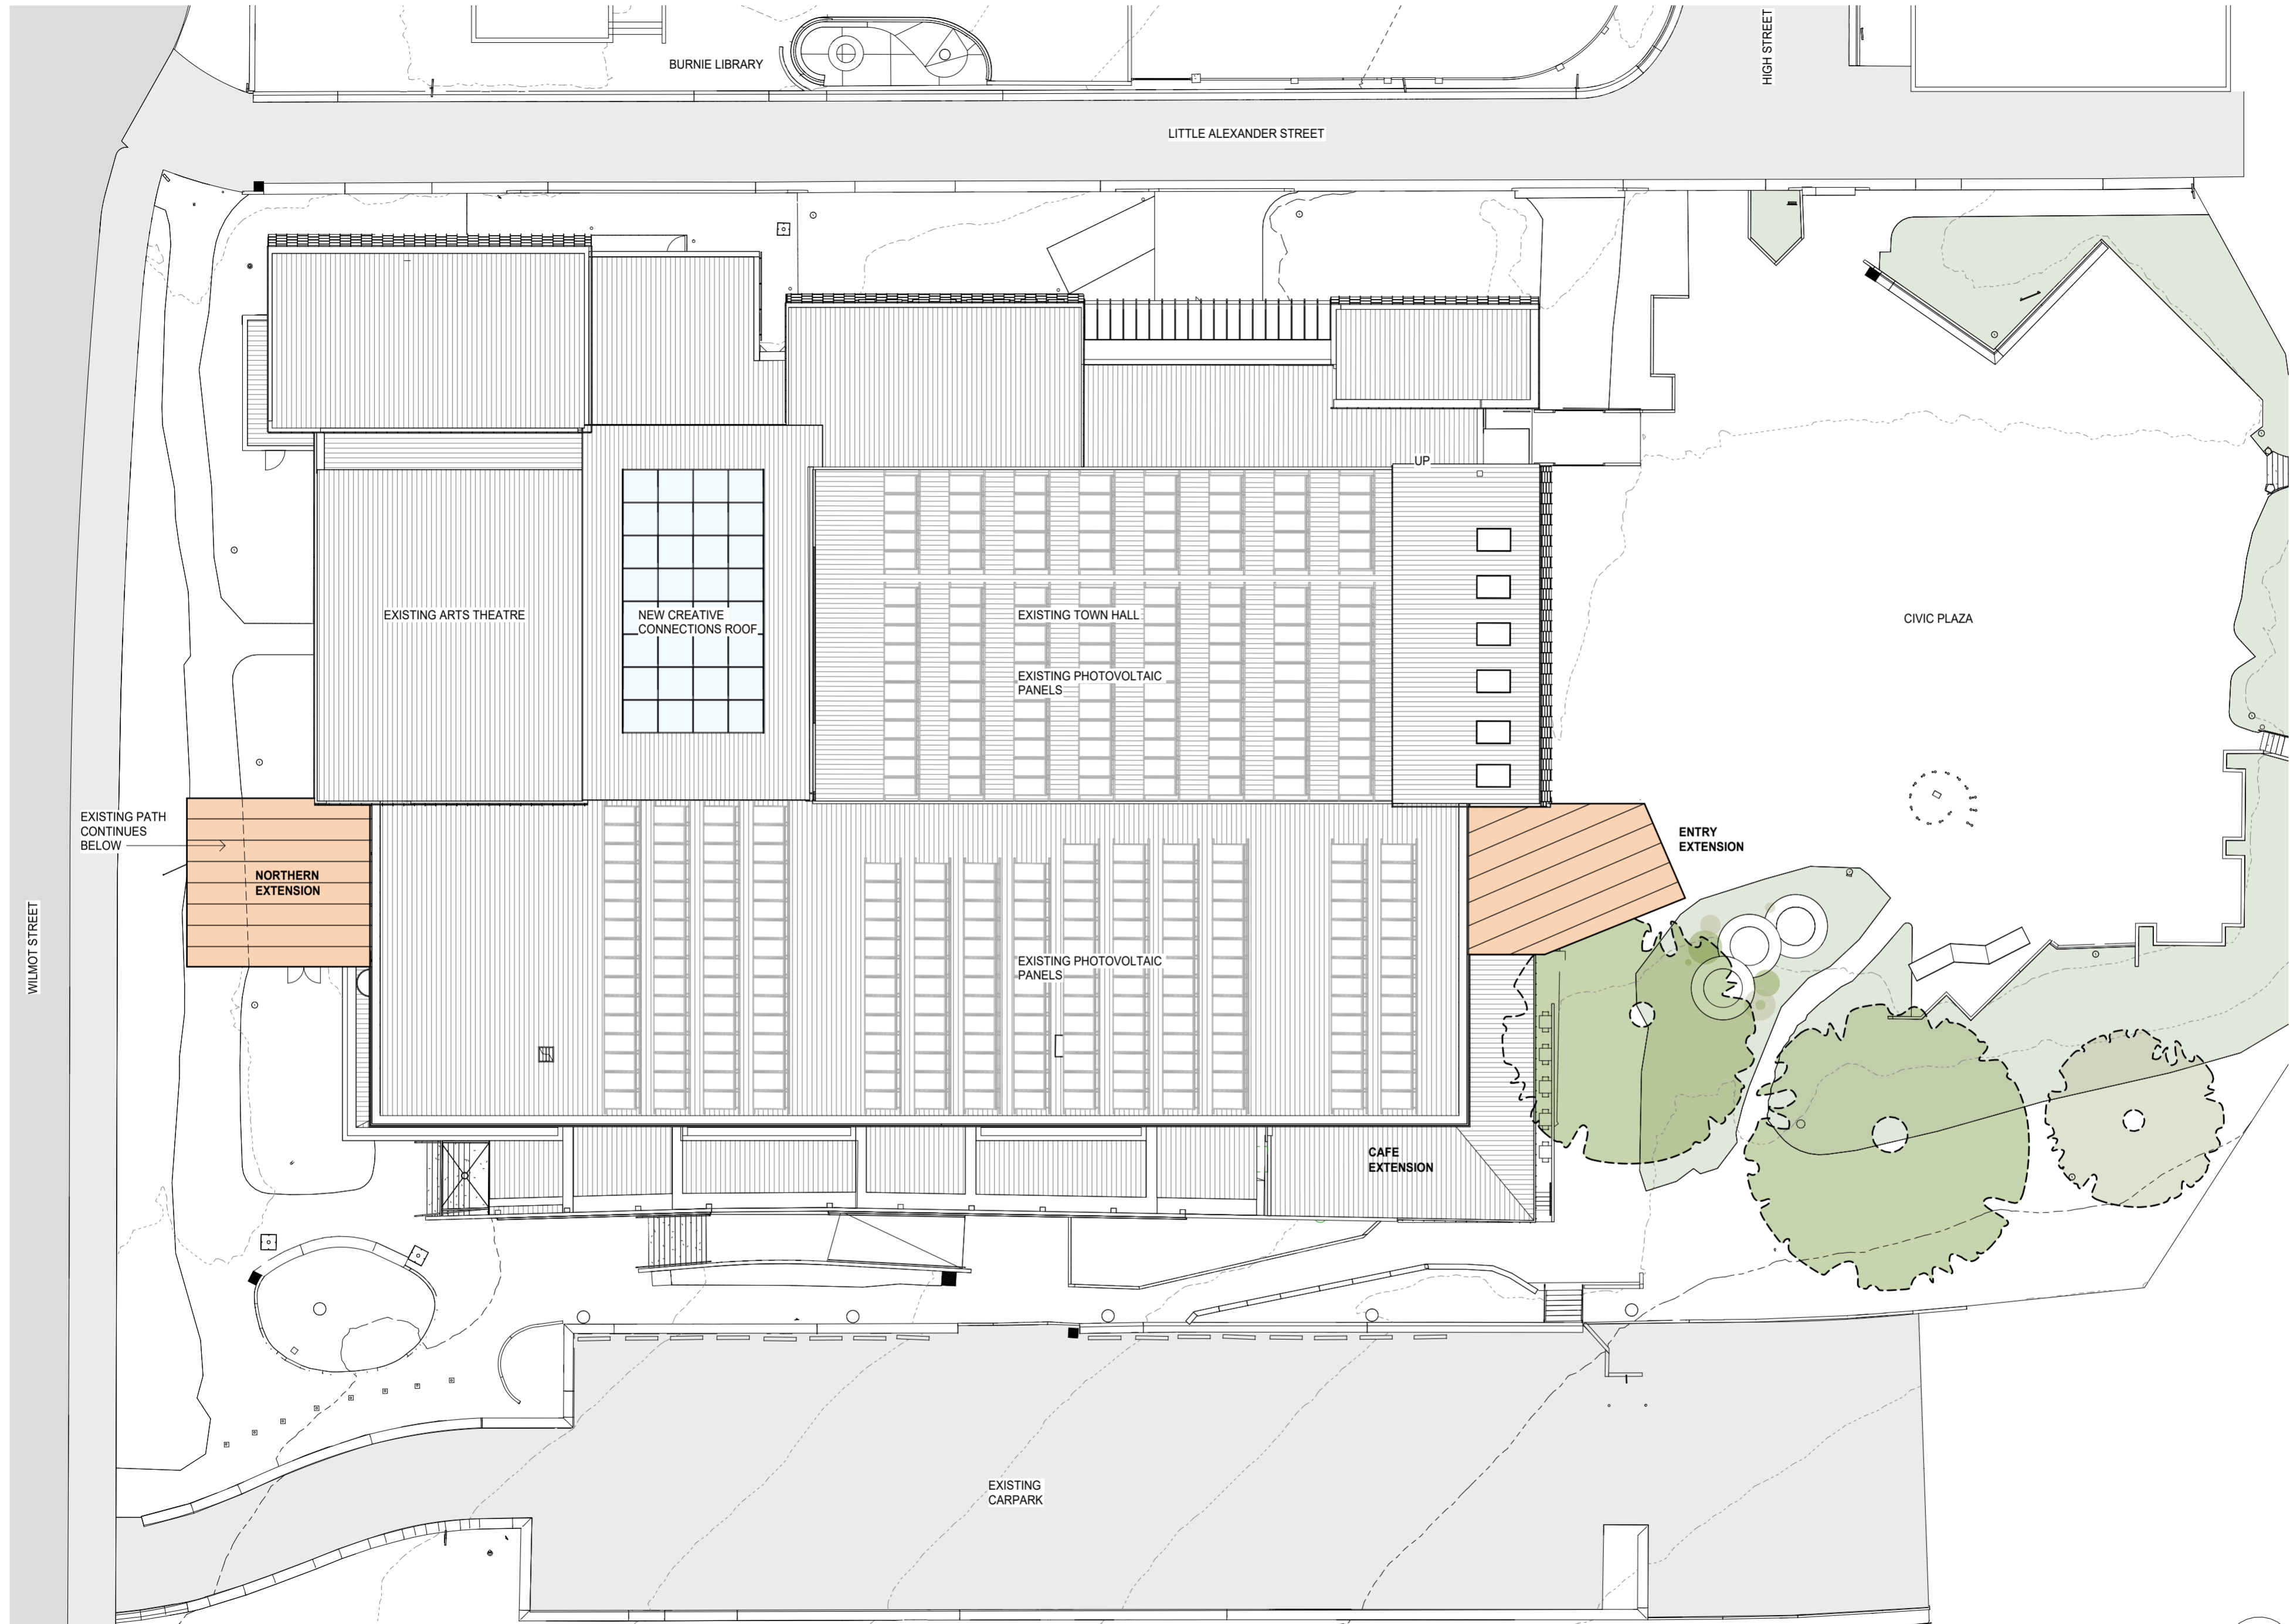 BURNIE LIBRARY
HIGH STREET
LITTLE ALEXANDER STREET
UP
EXISTING ARTS THEATRE
NEW CREATIVE
CONNECTIONS ROOF
EXISTING TOWN HALL
CIVIC PLAZA
EXISTING PHOTOVOLTAIC
PANELS
EXISTING PATH
CONTINUES
BELOW
NORTHERN
EXTENSION
ENTRY
EXTENSION
WILMOT STREET
EXISTING PHOTOVOLTAIC
PANELS
CAFE
EXTENSION
EXISTING
CARPARK